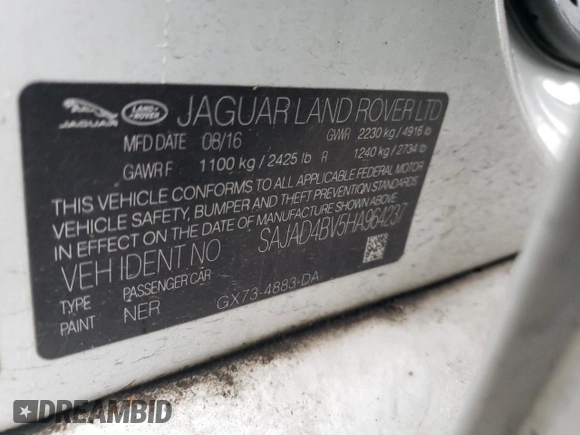 JAGUAR LAND ROVER JAGUAR LAND ROVER LTD
MFD DATE 08/16 GVWR 2230 kg / 4916 lb
GAWR F 1100 kg / 2425 lb R 1240 kg / 2734 lb
THIS VEHICLE CONFORMS TO ALL APPLICABLE FEDERAL MOTOR
VEHICLE SAFETY, BUMPER AND THEFT PREVENTION STANDARDS
IN EFFECT ON THE DATE OF MANUFACTURE SHOWN ABOVE.
VEH IDENT NO SAJAD4BV5HA964237
TYPE PASSENGER CAR
PAINT NER GX73-4883-DA
DREAMBID